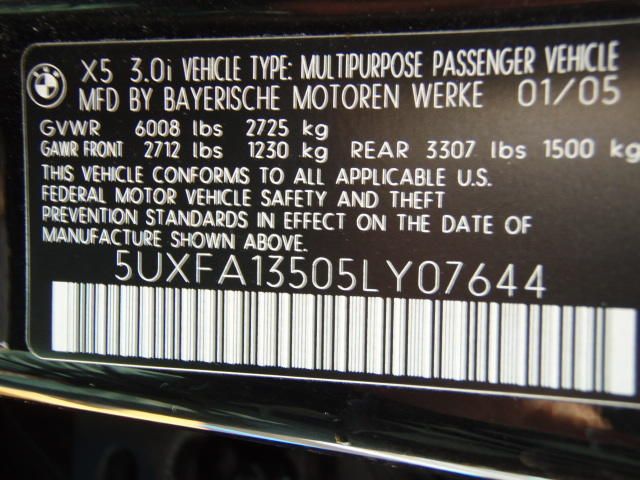 BMW X5 3.0i VEHICLE TYPE: MULTIPURPOSE PASSENGER VEHICLE
MFD BY BAYERISCHE MOTOREN WERKE 01/05
GVWR 6008 lbs 2725 kg
GAWR FRONT 2712 lbs 1230 kg REAR 3307 lbs 1500 kg
THIS VEHICLE CONFORMS TO ALL APPLICABLE U.S.
FEDERAL MOTOR VEHICLE SAFETY AND THEFT
PREVENTION STANDARDS IN EFFECT ON THE DATE OF
MANUFACTURE SHOWN ABOVE.
5UXFA13505LY07644